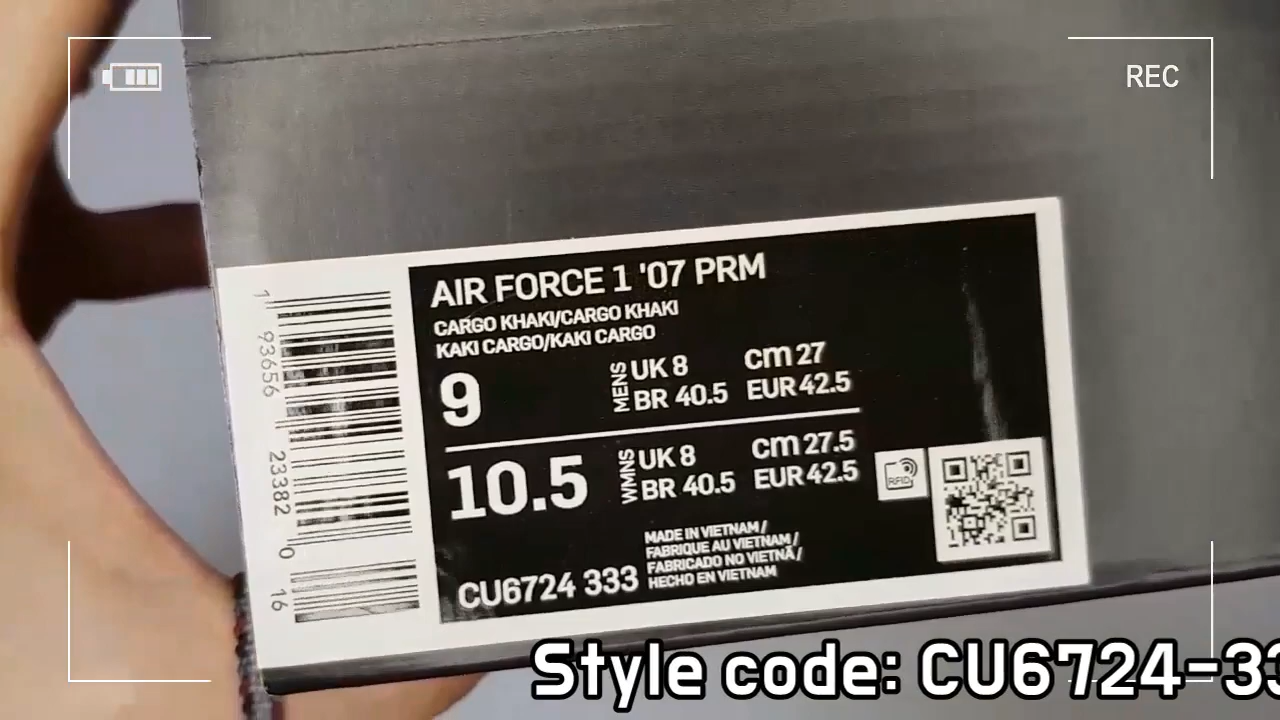 REC
AIR FORCE 1 '07 PRM
CARGO KHAKI/CARGO KHAKI
KAKI CARGO/KAKI CARGO
9 MENS UK 8 cm 27
BR 40.5 EUR 42.5
10.5 WMNS UK 8 cm 27.5
BR 40.5 EUR 42.5
RFID
MADE IN VIETNAM /
FABRIQUE AU VIETNAM /
FABRICADO NO VIETNÃ /
HECHO EN VIETNAM
CU6724 333
1 93656 23382 0 16
Style code: CU6724-33